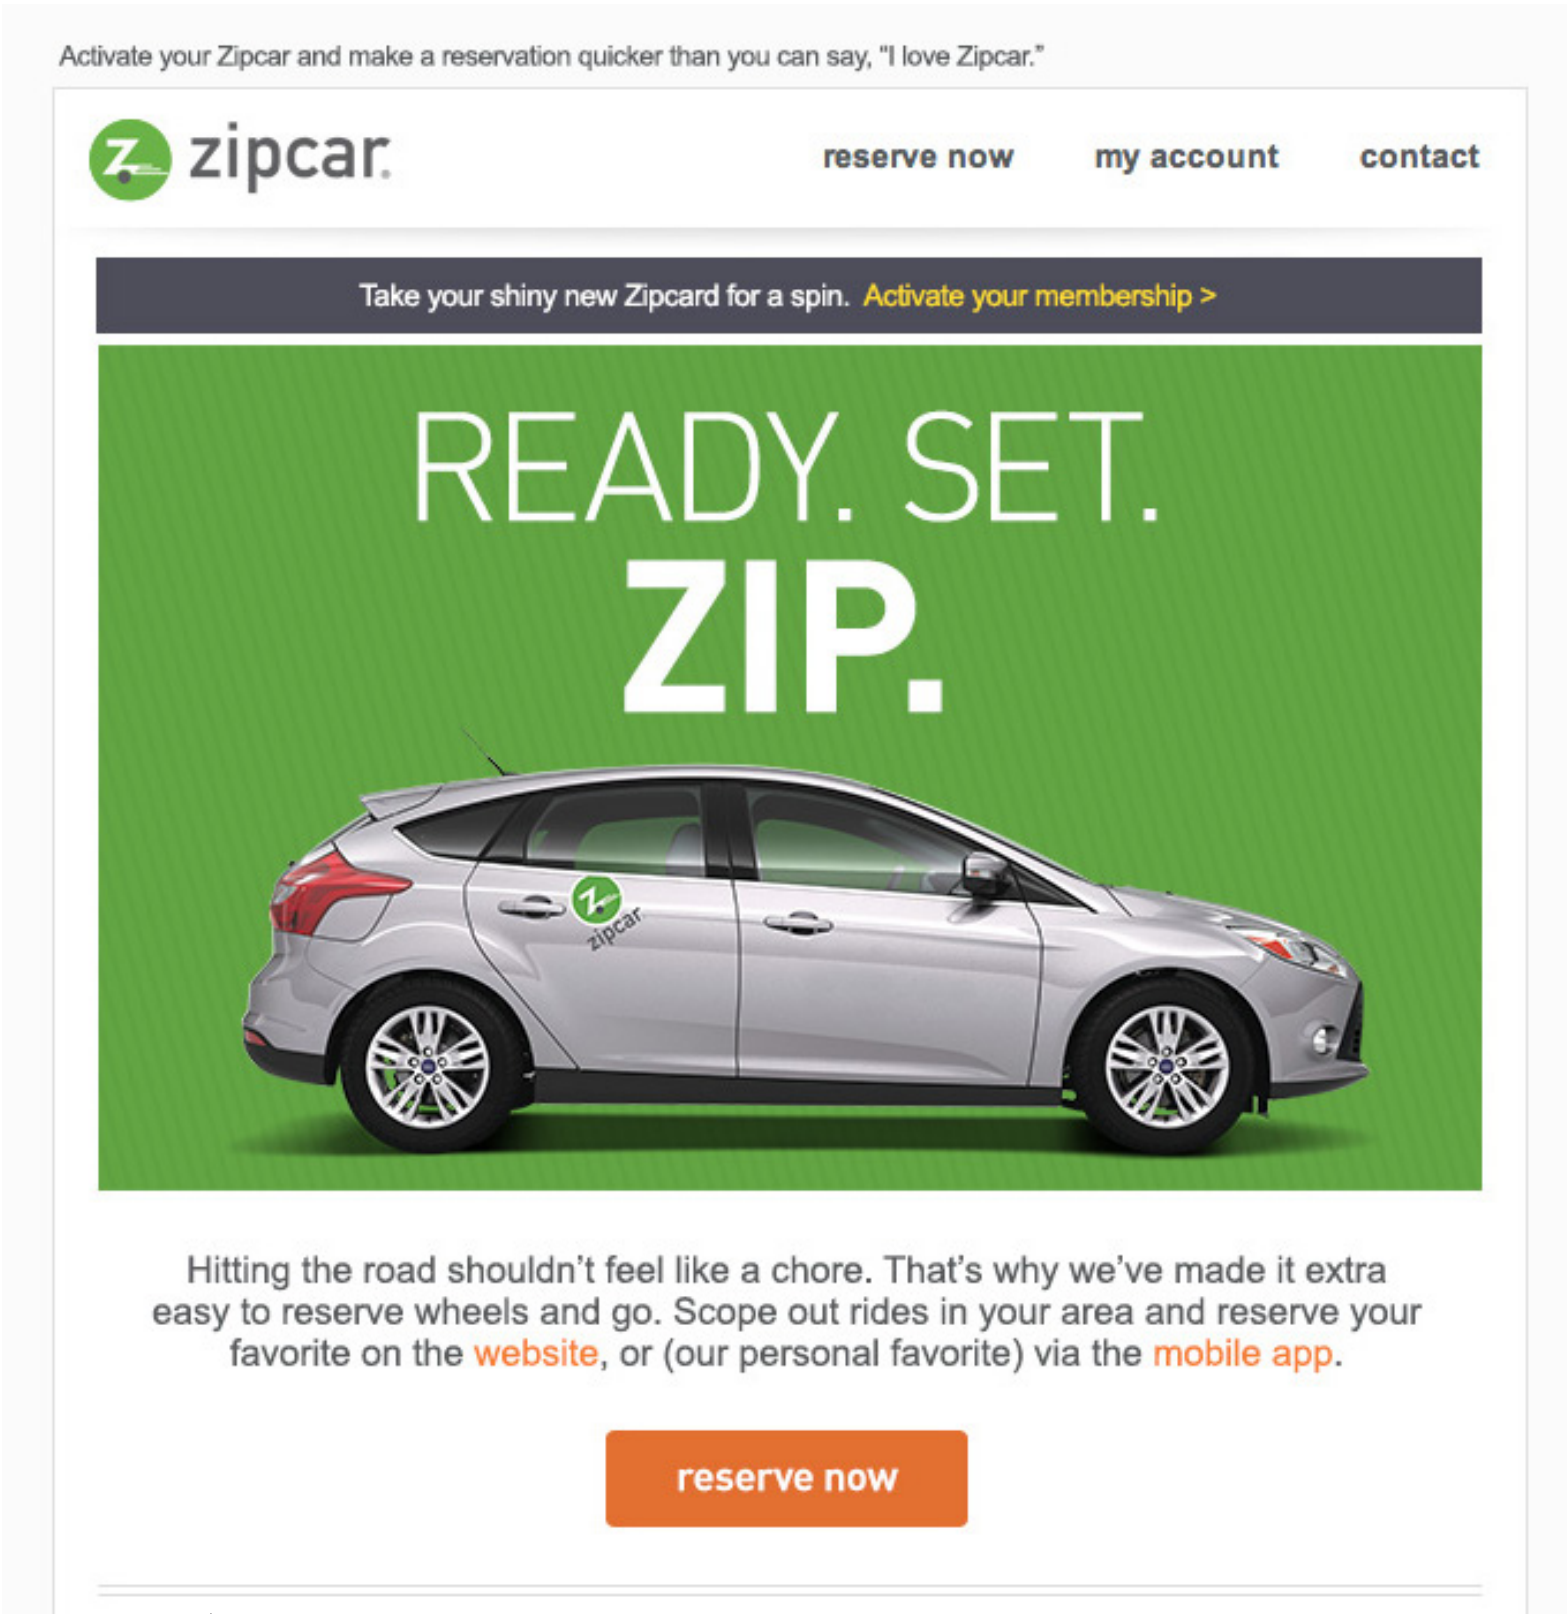 Activate your Zipcar and make a reservation quicker than you can say, "I love Zipcar."
zipcar.
reserve now my account contact
Take your shiny new Zipcard for a spin. Activate your membership >
READY. SET.
ZIP.
zipcar
Hitting the road shouldn't feel like a chore. That's why we've made it extra
easy to reserve wheels and go. Scope out rides in your area and reserve your
favorite on the website, or (our personal favorite) via the mobile app.
reserve now